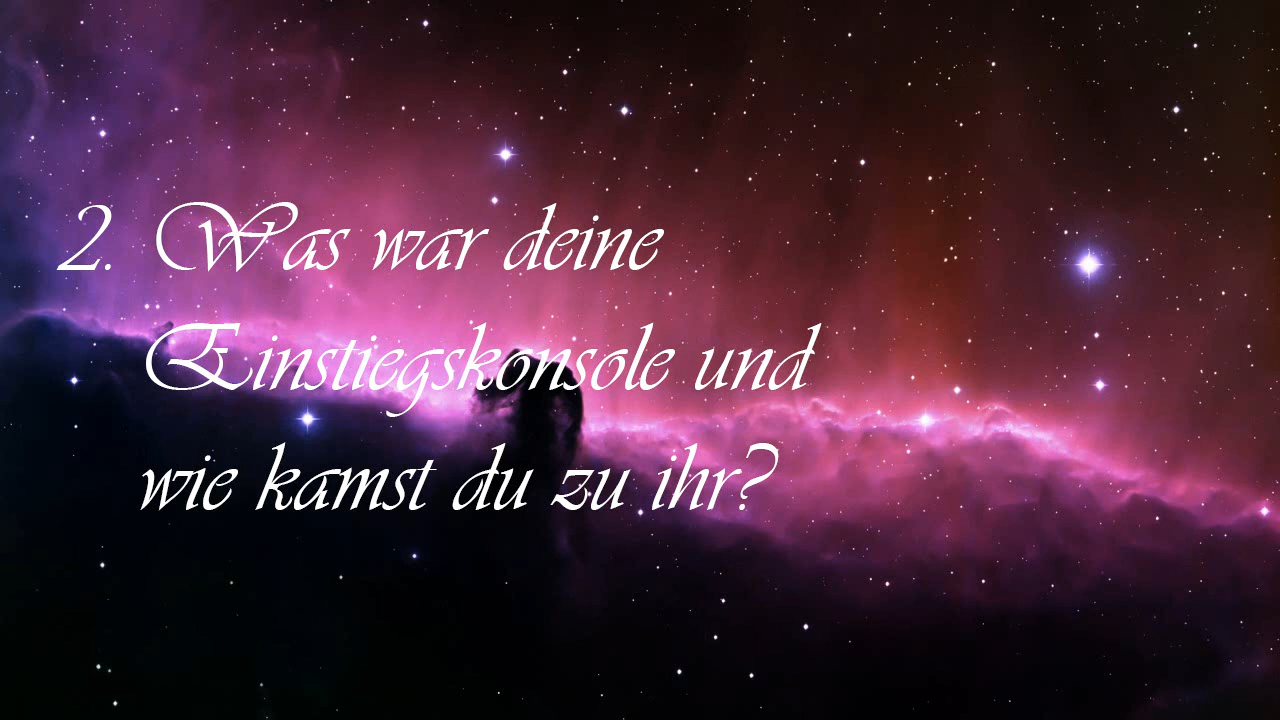 2. Was war deine
Einstiegskonsole und
wie kamst du zu ihr?